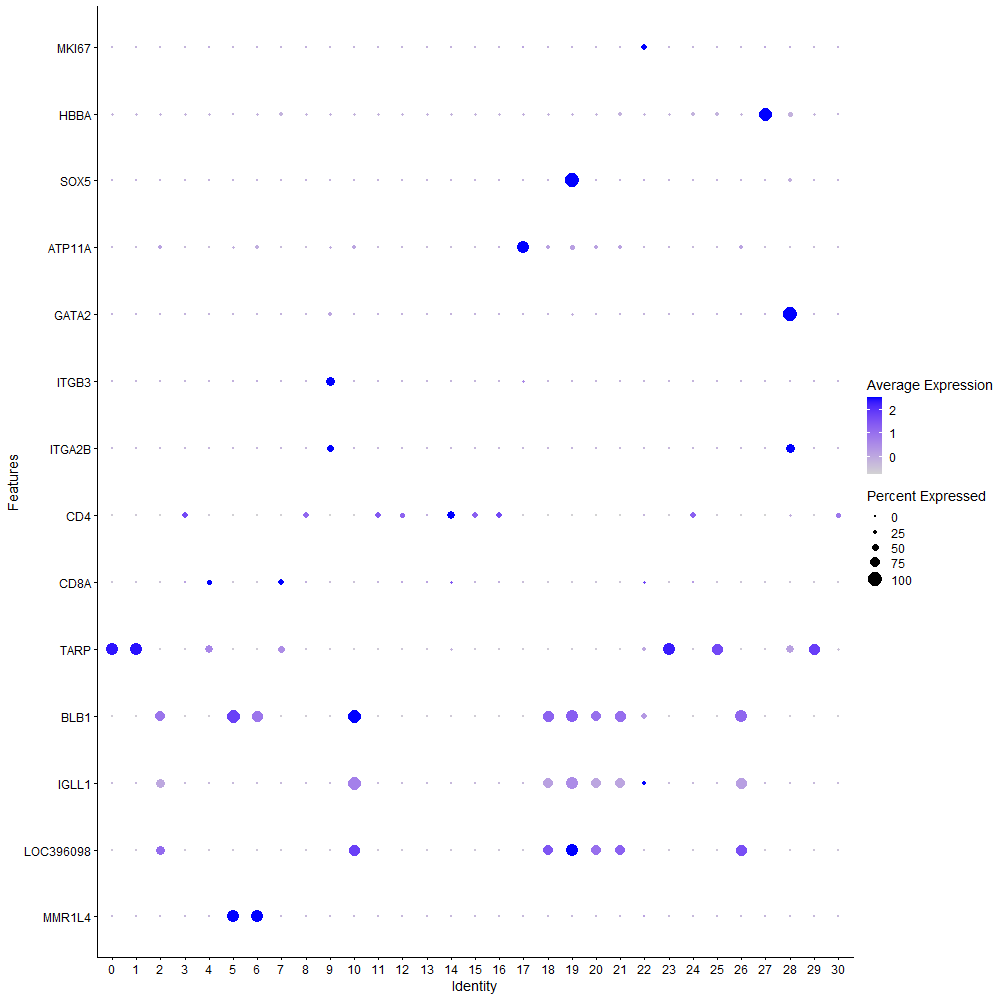 MKI67
HBBA
SOX5
ATP11A
GATA2
ITGB3
ITGA2B
CD4
CD8A
TARP
BLB1
IGLL1
LOC396098
MMR1L4
Features
0 1 2 3 4 5 6 7 8 9 10 11 12 13 14 15 16 17 18 19 20 21 22 23 24 25 26 27 28 29 30
Identity
Average Expression
2
1
0
Percent Expressed
0
25
50
75
100